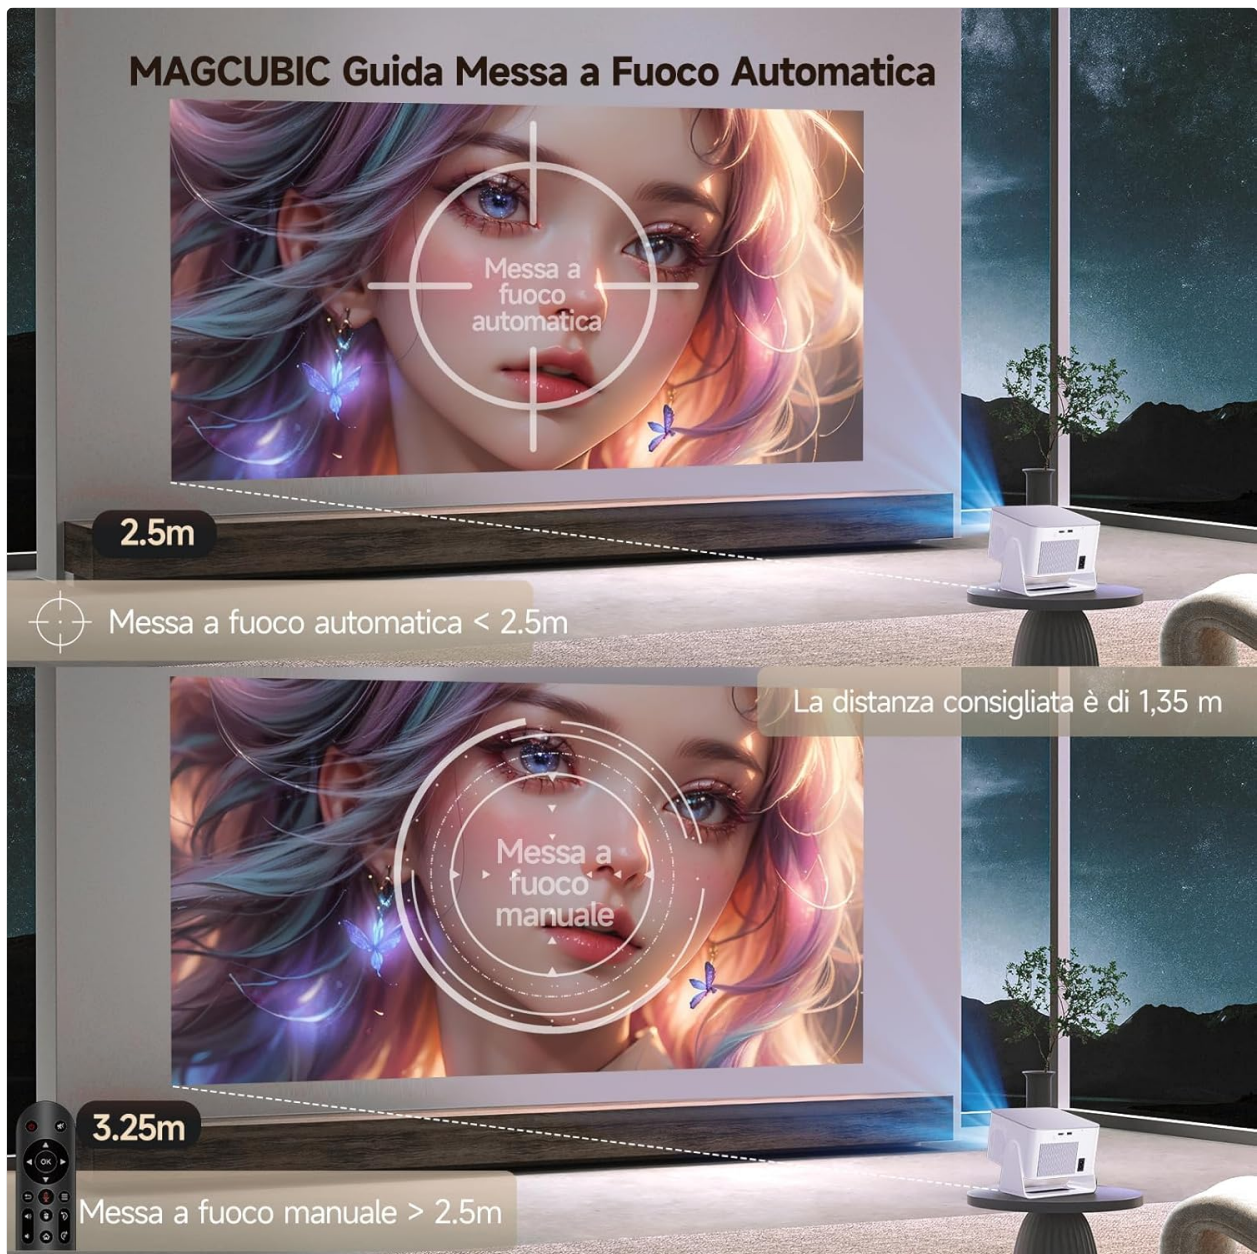 MAGCUBIC Guida Messa a Fuoco Automatica
Messa a
fuoco
automatica
2.5m
Messa a fuoco automatica < 2.5m
La distanza consigliata è di 1,35 m
Messa a
fuoco
manuale
3.25m
OK
Messa a fuoco manuale > 2.5m